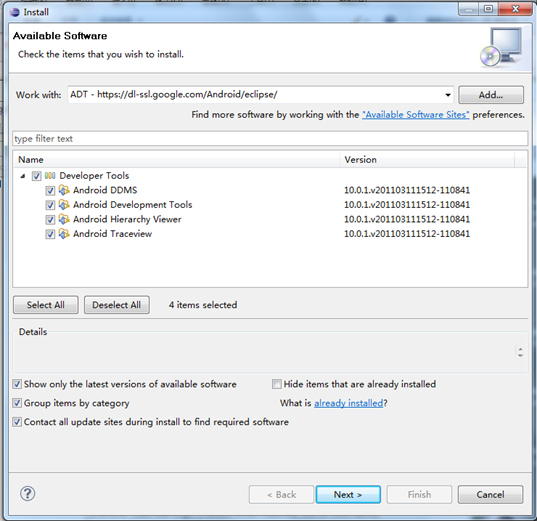 Install
Available Software
Check the items that you wish to install.
Work with: ADT - https://dl-ssl.google.com/Android/eclipse/ Add...
Find more software by working with the "Available Software Sites" preferences.
type filter text
Name Version
Developer Tools
Android DDMS 10.0.1.v201103111512-110841
Android Development Tools 10.0.1.v201103111512-110841
Android Hierarchy Viewer 10.0.1.v201103111512-110841
Android Traceview 10.0.1.v201103111512-110841
Select All Deselect All 4 items selected
Details
Show only the latest versions of available software Hide items that are already installed
Group items by category What is already installed?
Contact all update sites during install to find required software
? < Back Next > Finish Cancel